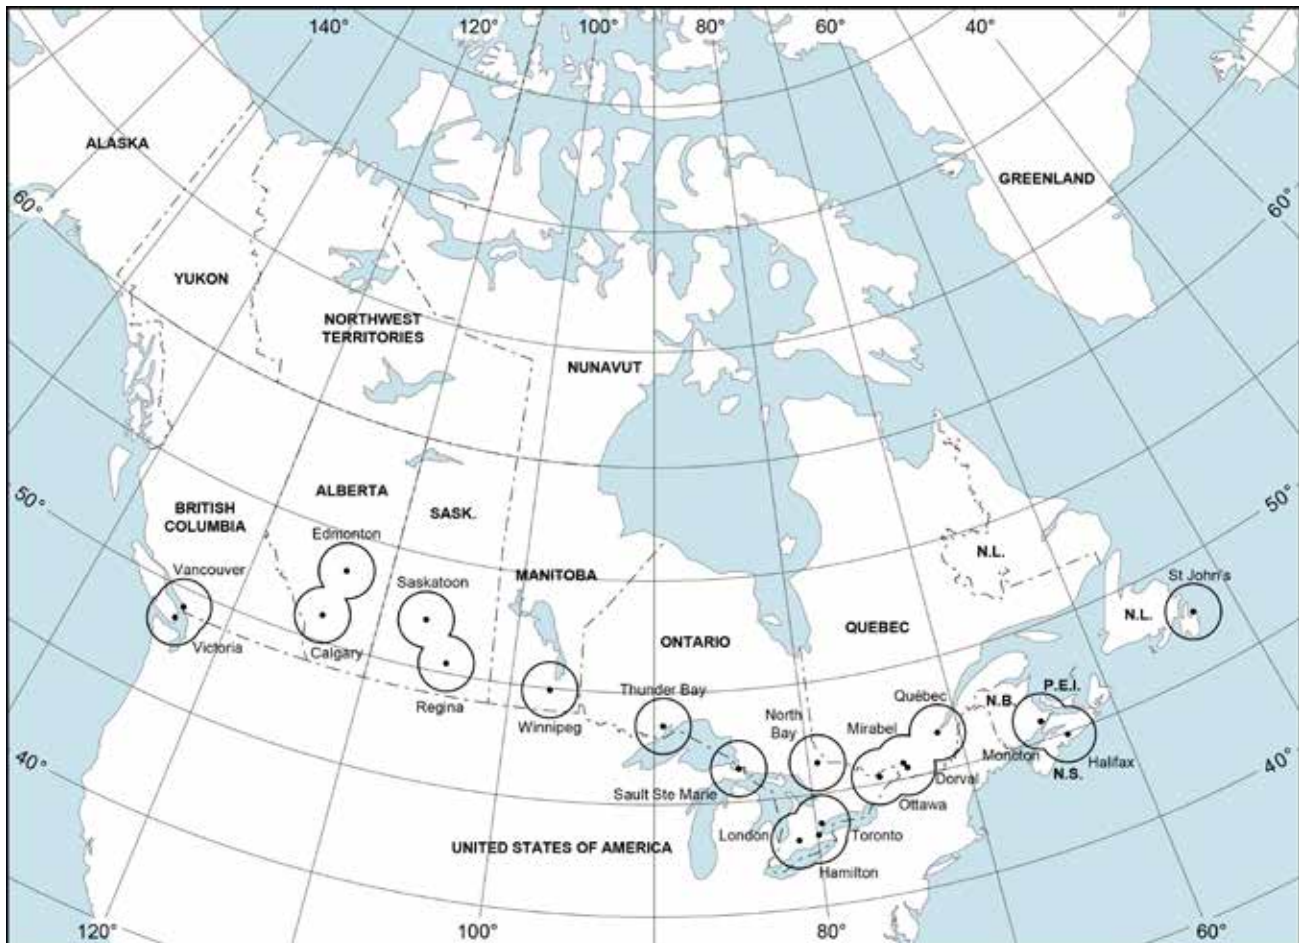 140°
120°
100°
80°
60°
40°
ALASKA
GREENLAND
60°
60°
YUKON
NORTHWEST
TERRITORIES
NUNAVUT
50°
50°
ALBERTA
BRITISH
COLUMBIA
SASK.
Edmonton
N.L.
Vancouver
Saskatoon
MANITOBA
St John's
N.L.
Victoria
Calgary
ONTARIO
QUEBEC
Regina
Thunder Bay
Québec
N.B.
P.E.I.
Winnipeg
North
Bay
Mirabel
Moncton
Halifax
40°
40°
N.S.
Dorval
Sault Ste Marie
Ottawa
London
Toronto
UNITED STATES OF AMERICA
Hamilton
120°
100°
80°
60°